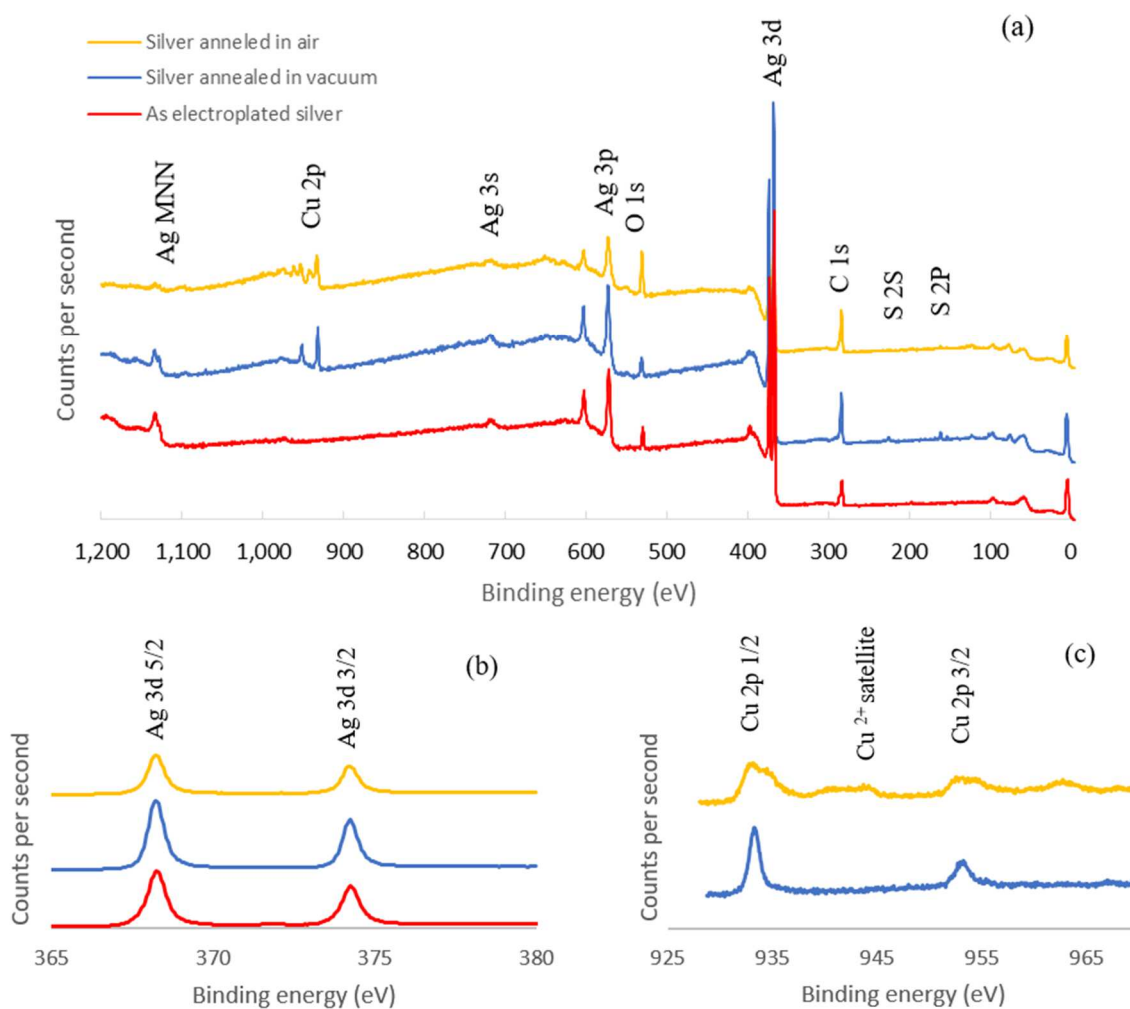 (a)
Silver anneled in air
Silver annealed in vacuum
As electroplated silver
Ag MNN
Cu 2p
Ag 3s
Ag 3p
O 1s
Ag 3d
C 1s
S 2S
S 2P
Counts per second
1,200 1,100 1,000 900 800 700 600 500 400 300 200 100 0
Binding energy (eV)
(b)
Ag 3d 5/2
Ag 3d 3/2
Counts per second
365 370 375 380
Binding energy (eV)
(c)
Cu 2p 1/2
Cu ²⁺ satellite
Cu 2p 3/2
Counts per second
925 935 945 955 965
Binding energy (eV)